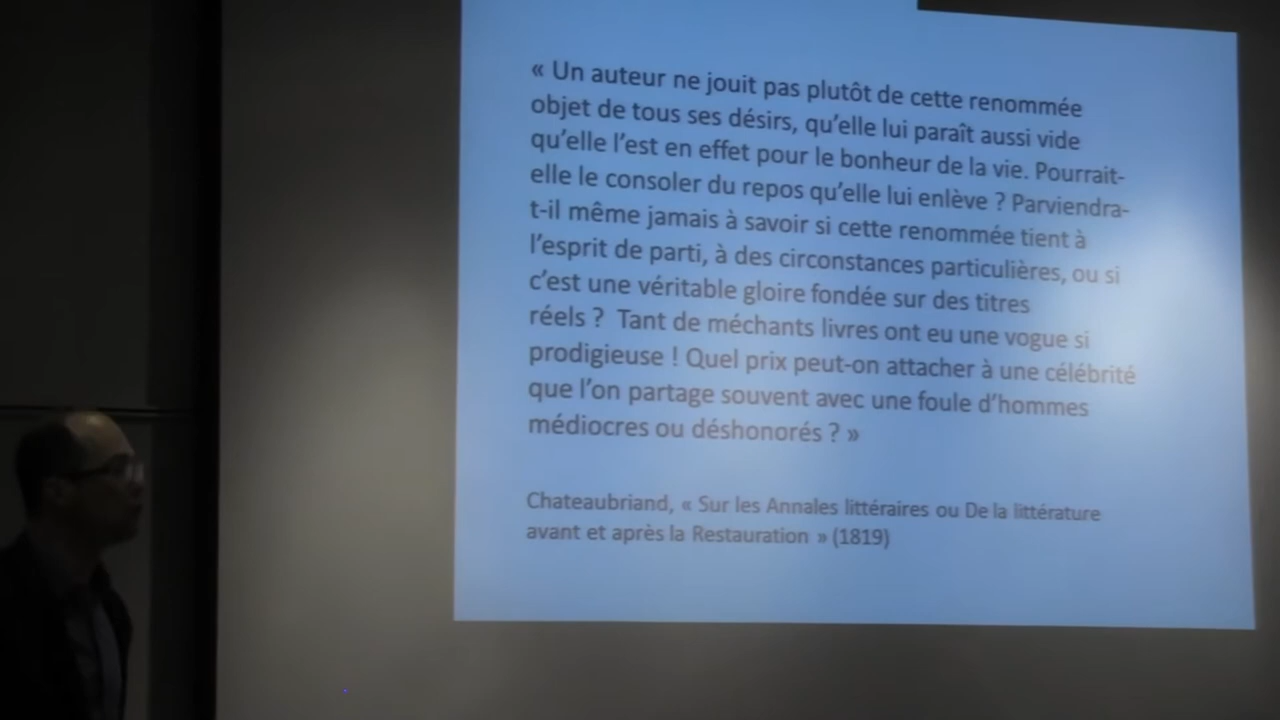 « Un auteur ne jouit pas plutôt de cette renommée
objet de tous ses désirs, qu'elle lui paraît aussi vide
qu'elle l'est en effet pour le bonheur de la vie. Pourrait-
elle le consoler du repos qu'elle lui enlève ? Parviendra-
t-il même jamais à savoir si cette renommée tient à
l'esprit de parti, à des circonstances particulières, ou si
c'est une véritable gloire fondée sur des titres
réels ? Tant de méchants livres ont eu une vogue si
prodigieuse ! Quel prix peut-on attacher à une célébrité
que l'on partage souvent avec une foule d'hommes
médiocres ou déshonorés ? »
Chateaubriand, « Sur les Annales littéraires ou De la littérature
avant et après la Restauration » (1819)